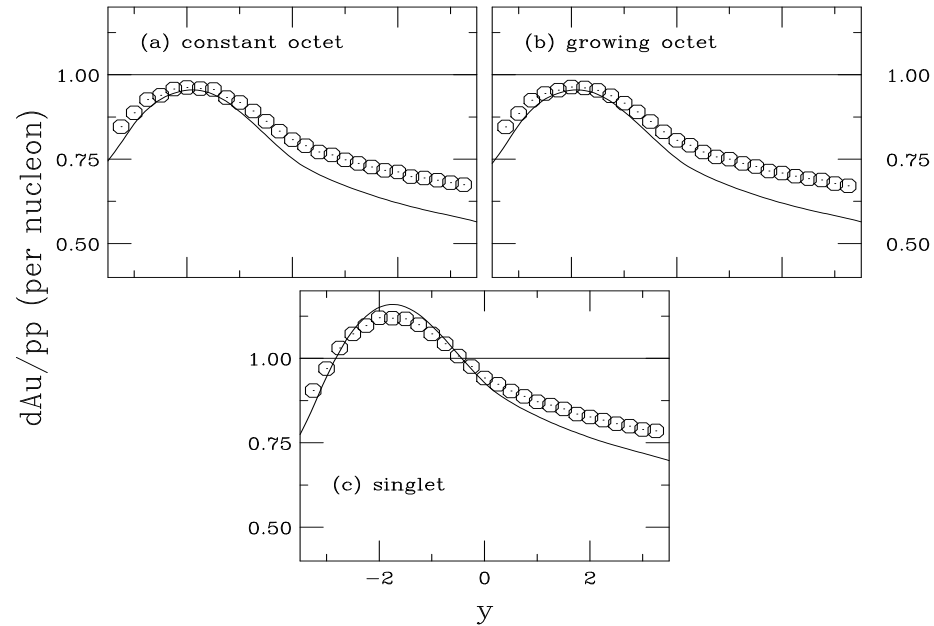 (a) constant octet
(b) growing octet
1.00
0.75
0.50
1.00
0.75
0.50
dAu/pp (per nucleon)
(c) singlet
1.00
0.75
0.50
−2
0
2
y